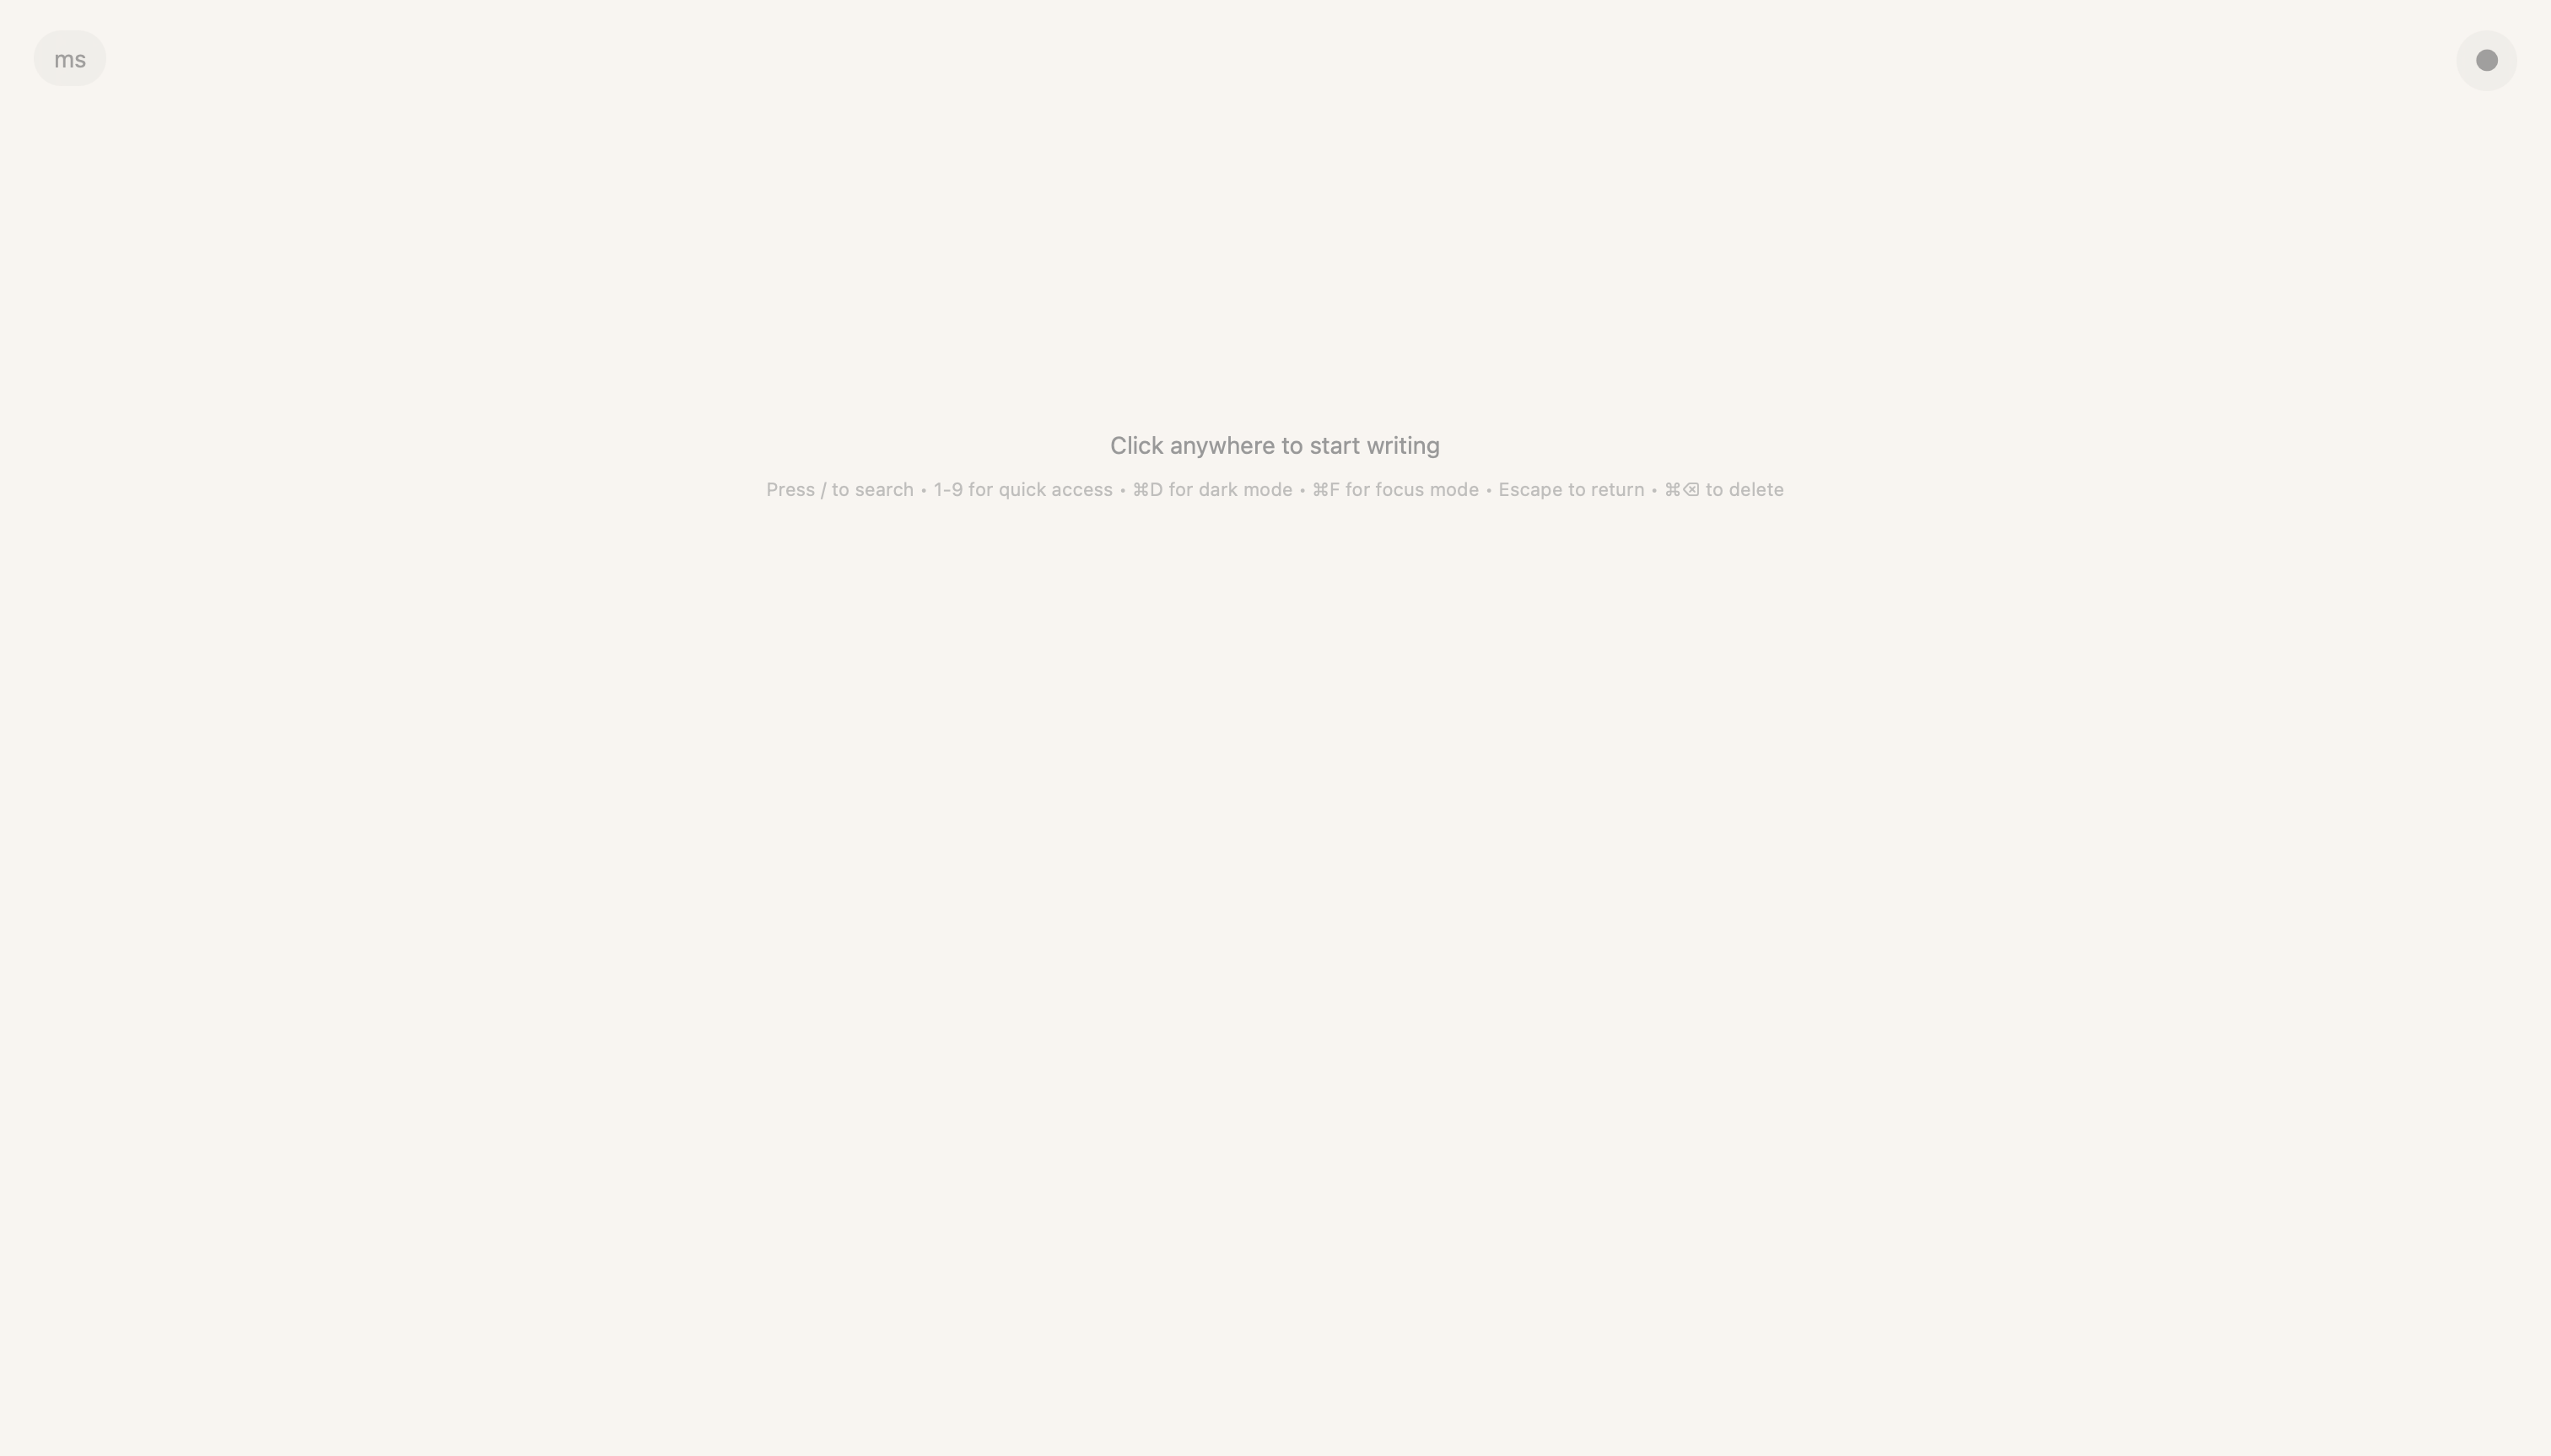 ms
Click anywhere to start writing
Press / to search • 1-9 for quick access • ⌘D for dark mode • ⌘F for focus mode • Escape to return • ⌘⌫ to delete